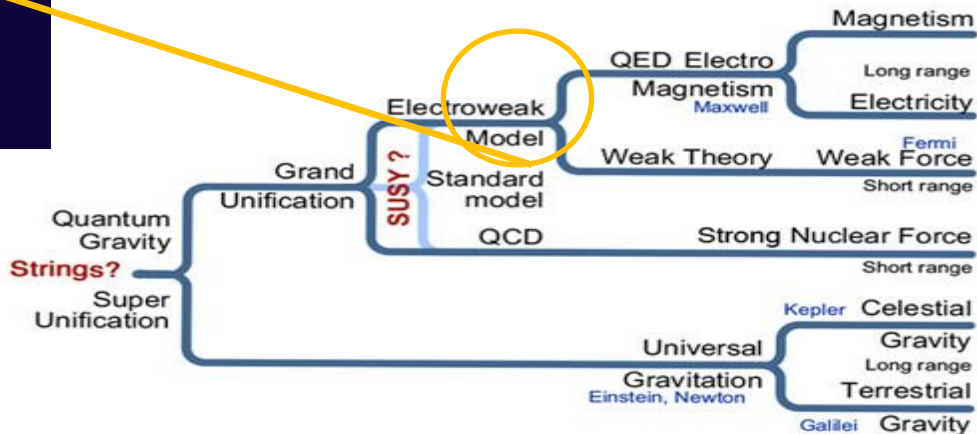 Magnetism
QED Electro
Long range
Magnetism
Maxwell
Electricity
Electroweak
Model
Fermi
Weak Theory
Weak Force
Short range
Grand
Unification
SUSY ?
Standard
model
QCD
Strong Nuclear Force
Short range
Quantum
Gravity
Strings?
Super
Unification
Kepler Celestial
Gravity
Long range
Universal
Gravitation
Einstein, Newton
Terrestrial
Galilei Gravity